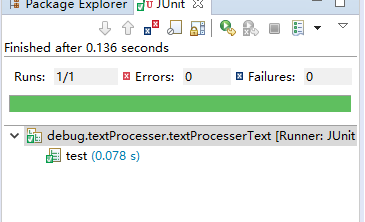 Package Explorer JUnit
Finished after 0.136 seconds
Runs: 1/1 Errors: 0 Failures: 0
debug.textProcesser.textProcesserText [Runner: JUnit
test (0.078 s)